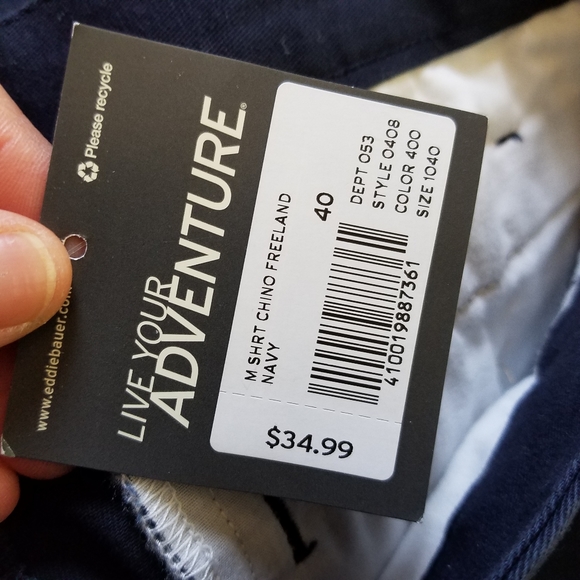 Please recycle
LIVE YOUR
ADVENTURE®
www.eddiebauer.com
M SHRT CHINO FREELAND
NAVY
40
DEPT 053
STYLE 0408
COLOR 400
SIZE 1040
410019887361
$34.99